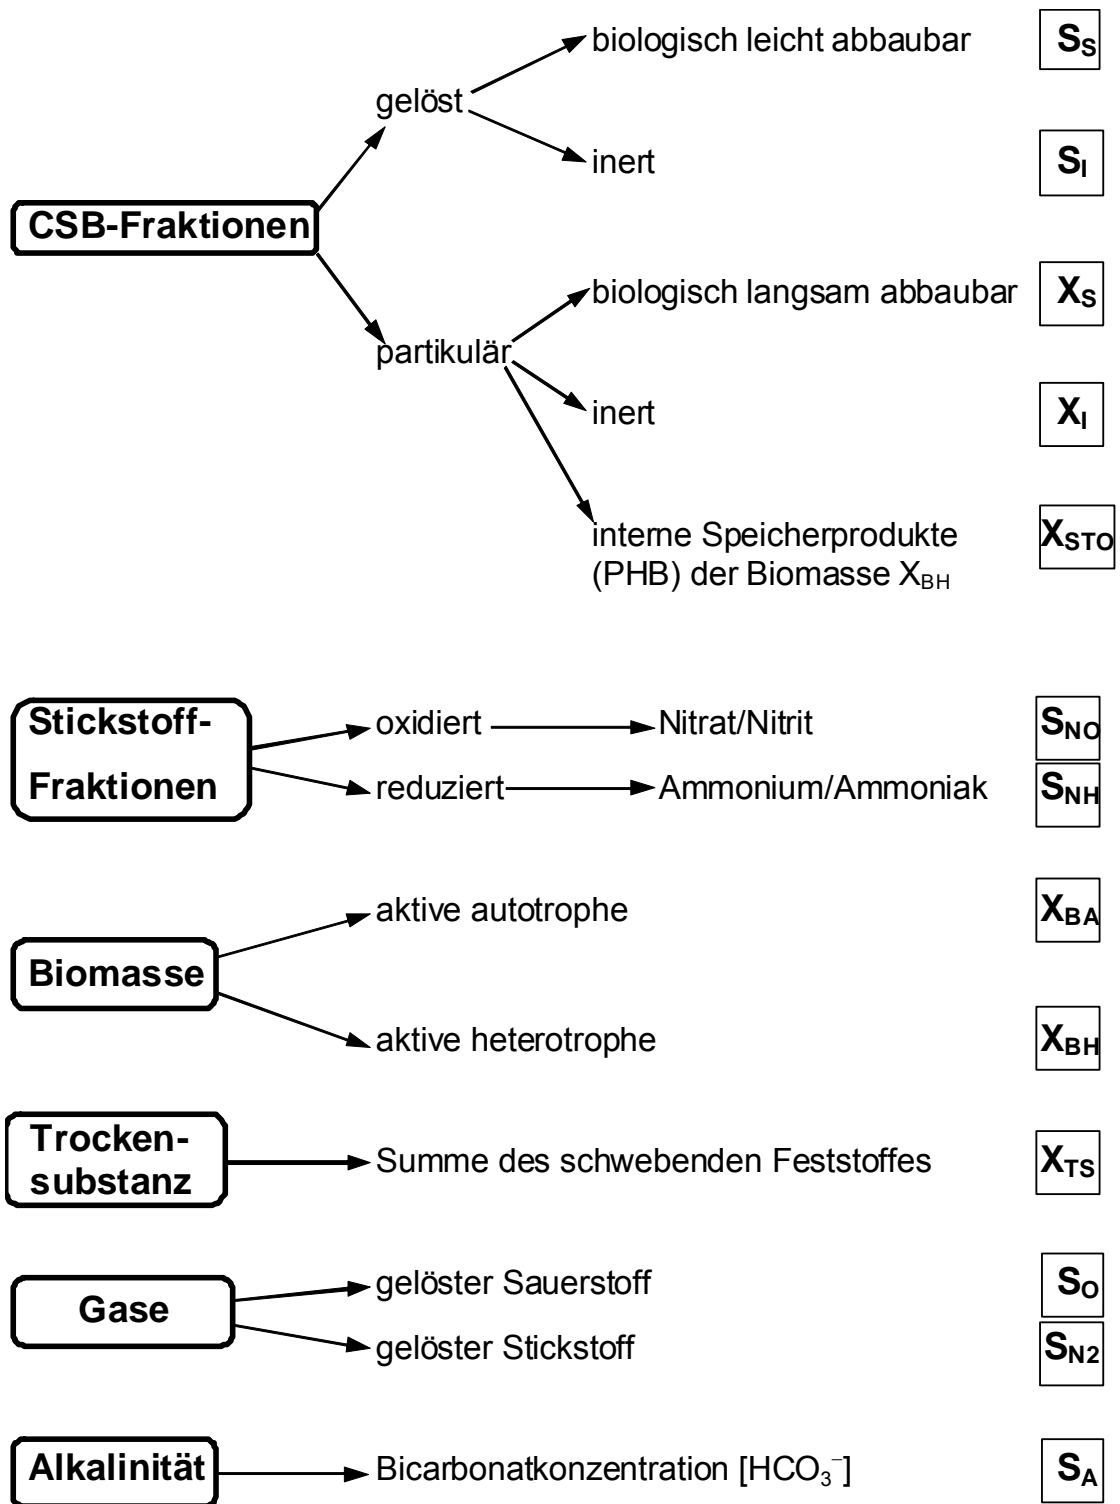 biologisch leicht abbaubar S_S
gelöst
inert S_I
CSB-Fraktionen
biologisch langsam abbaubar X_S
partikulär
inert X_I
interne Speicherprodukte X_STO
(PHB) der Biomasse X_BH
Stickstoff- oxidiert Nitrat/Nitrit S_NO
Fraktionen reduziert Ammonium/Ammoniak S_NH
aktive autotrophe X_BA
Biomasse
aktive heterotrophe X_BH
Trocken-
Summe des schwebenden Feststoffes X_TS
substanz
gelöster Sauerstoff S_O
Gase
gelöster Stickstoff S_N2
Alkalinität Bicarbonatkonzentration [HCO₃⁻] S_A